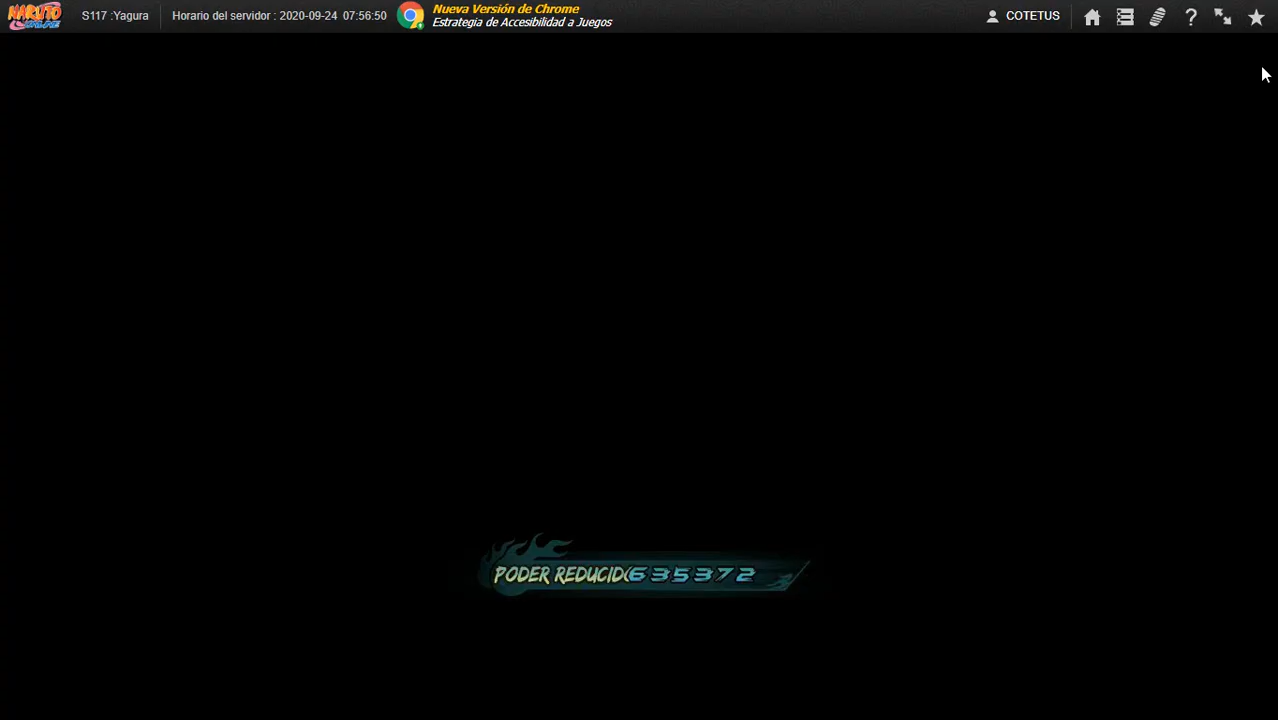 NARUTO ONLINE
S117 :Yagura
Horario del servidor : 2020-09-24 07:56:50
Nueva Versión de Chrome
Estrategia de Accesibilidad a Juegos
COTETUS
?
PODER REDUCIDO 635372